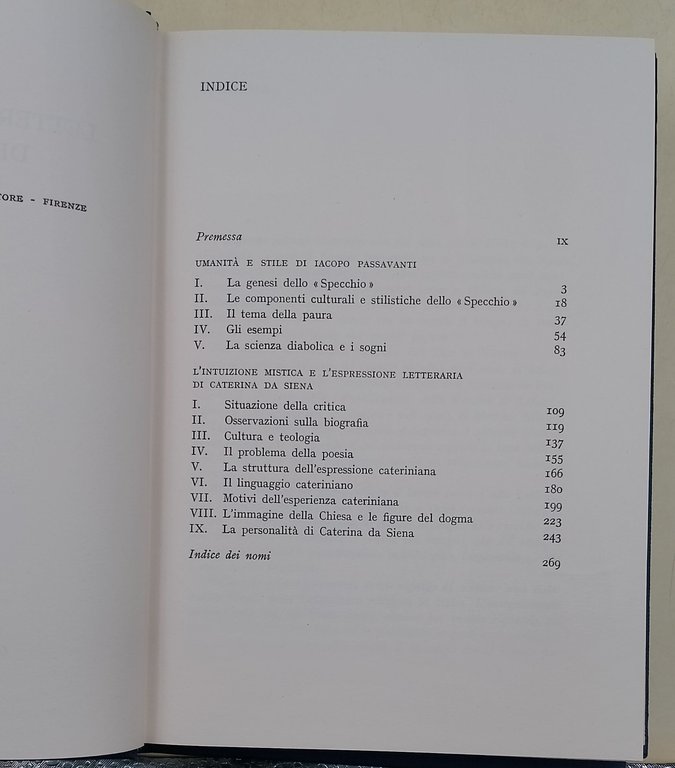 TORE - FIRENZE
INDICE
Premessa IX
UMANITÀ E STILE DI IACOPO PASSAVANTI
I. La genesi dello « Specchio » 3
II. Le componenti culturali e stilistiche dello « Specchio » 18
III. Il tema della paura 37
IV. Gli esempi 54
V. La scienza diabolica e i sogni 83
L'INTUIZIONE MISTICA E L'ESPRESSIONE LETTERARIA
DI CATERINA DA SIENA
I. Situazione della critica 109
II. Osservazioni sulla biografia 119
III. Cultura e teologia 137
IV. Il problema della poesia 155
V. La struttura dell'espressione cateriniana 166
VI. Il linguaggio cateriniano 180
VII. Motivi dell'esperienza cateriniana 199
VIII. L'immagine della Chiesa e le figure del dogma 223
IX. La personalità di Caterina da Siena 243
Indice dei nomi 269